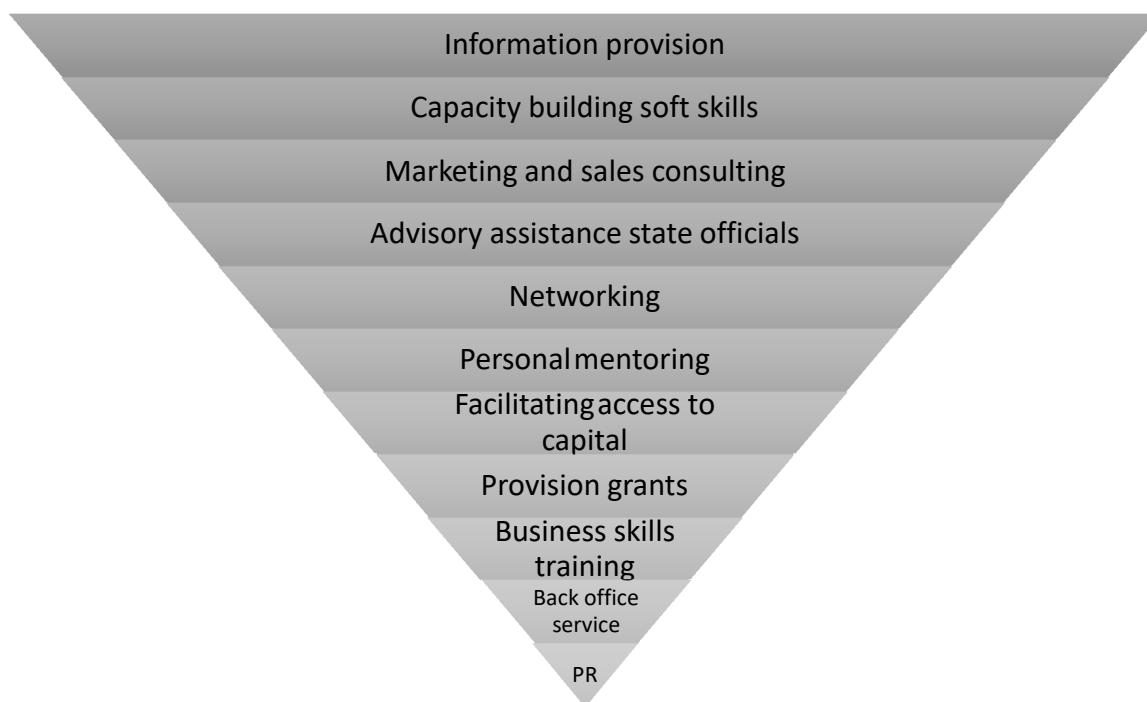 Information provision
Capacity building soft skills
Marketing and sales consulting
Advisory assistance state officials
Networking
Personal mentoring
Facilitating access to
capital
Provision grants
Business skills
training
Back office
service
PR